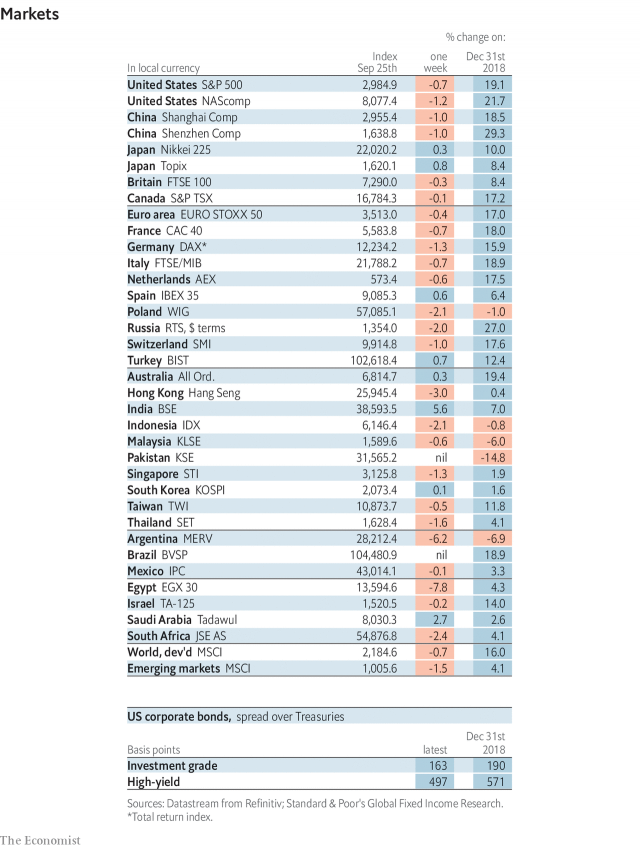 Markets
% change on:
Index one Dec 31st
In local currency Sep 25th week 2018
United States S&P 500 2,984.9 -0.7 19.1
United States NAScomp 8,077.4 -1.2 21.7
China Shanghai Comp 2,955.4 -1.0 18.5
China Shenzhen Comp 1,638.8 -1.0 29.3
Japan Nikkei 225 22,020.2 0.3 10.0
Japan Topix 1,620.1 0.8 8.4
Britain FTSE 100 7,290.0 -0.3 8.4
Canada S&P TSX 16,784.3 -0.1 17.2
Euro area EURO STOXX 50 3,513.0 -0.4 17.0
France CAC 40 5,583.8 -0.7 18.0
Germany DAX* 12,234.2 -1.3 15.9
Italy FTSE/MIB 21,788.2 -0.7 18.9
Netherlands AEX 573.4 -0.6 17.5
Spain IBEX 35 9,085.3 0.6 6.4
Poland WIG 57,085.1 -2.1 -1.0
Russia RTS, $ terms 1,354.0 -2.0 27.0
Switzerland SMI 9,914.8 -1.0 17.6
Turkey BIST 102,618.4 0.7 12.4
Australia All Ord. 6,814.7 0.3 19.4
Hong Kong Hang Seng 25,945.4 -3.0 0.4
India BSE 38,593.5 5.6 7.0
Indonesia IDX 6,146.4 -2.1 -0.8
Malaysia KLSE 1,589.6 -0.6 -6.0
Pakistan KSE 31,565.2 nil -14.8
Singapore STI 3,125.8 -1.3 1.9
South Korea KOSPI 2,073.4 0.1 1.6
Taiwan TWI 10,873.7 -0.5 11.8
Thailand SET 1,628.4 -1.6 4.1
Argentina MERV 28,212.4 -6.2 -6.9
Brazil BVSP 104,480.9 nil 18.9
Mexico IPC 43,014.1 -0.1 3.3
Egypt EGX 30 13,594.6 -7.8 4.3
Israel TA-125 1,520.5 -0.2 14.0
Saudi Arabia Tadawul 8,030.3 2.7 2.6
South Africa JSE AS 54,876.8 -2.4 4.1
World, dev'd MSCI 2,184.6 -0.7 16.0
Emerging markets MSCI 1,005.6 -1.5 4.1
US corporate bonds, spread over Treasuries
Dec 31st
Basis points latest 2018
Investment grade 163 190
High-yield 497 571
Sources: Datastream from Refinitiv; Standard & Poor's Global Fixed Income Research.
*Total return index.
The Economist